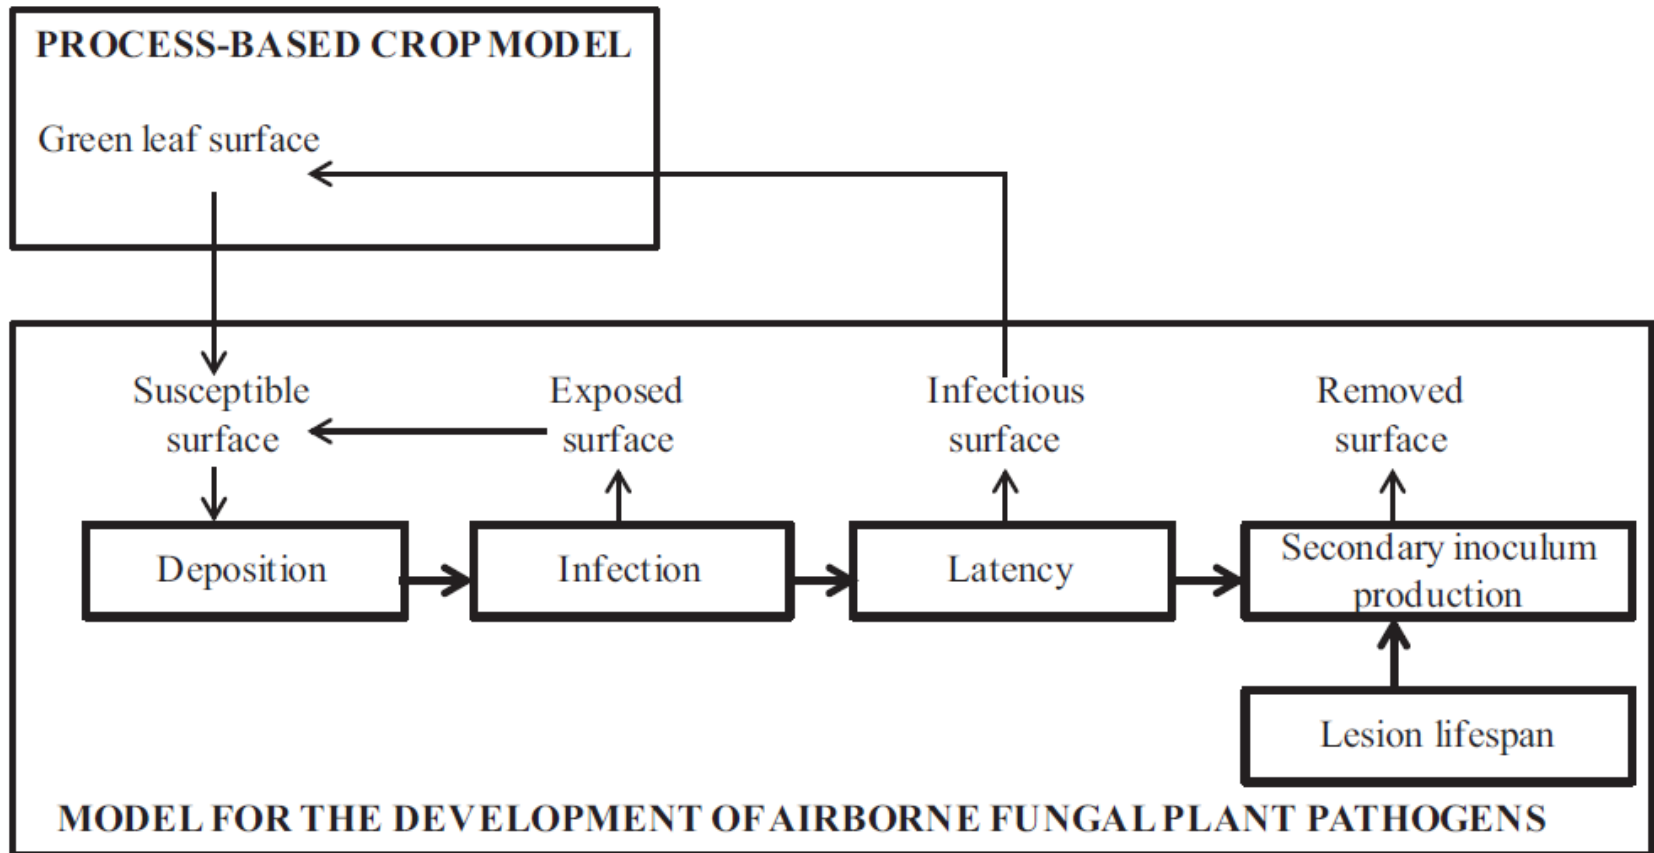 PROCESS-BASED CROP MODEL
Green leaf surface
Susceptible
surface
Exposed
surface
Infectious
surface
Removed
surface
Deposition
Infection
Latency
Secondary inoculum
production
Lesion lifespan
MODEL FOR THE DEVELOPMENT OF AIRBORNE FUNGAL PLANT PATHOGENS